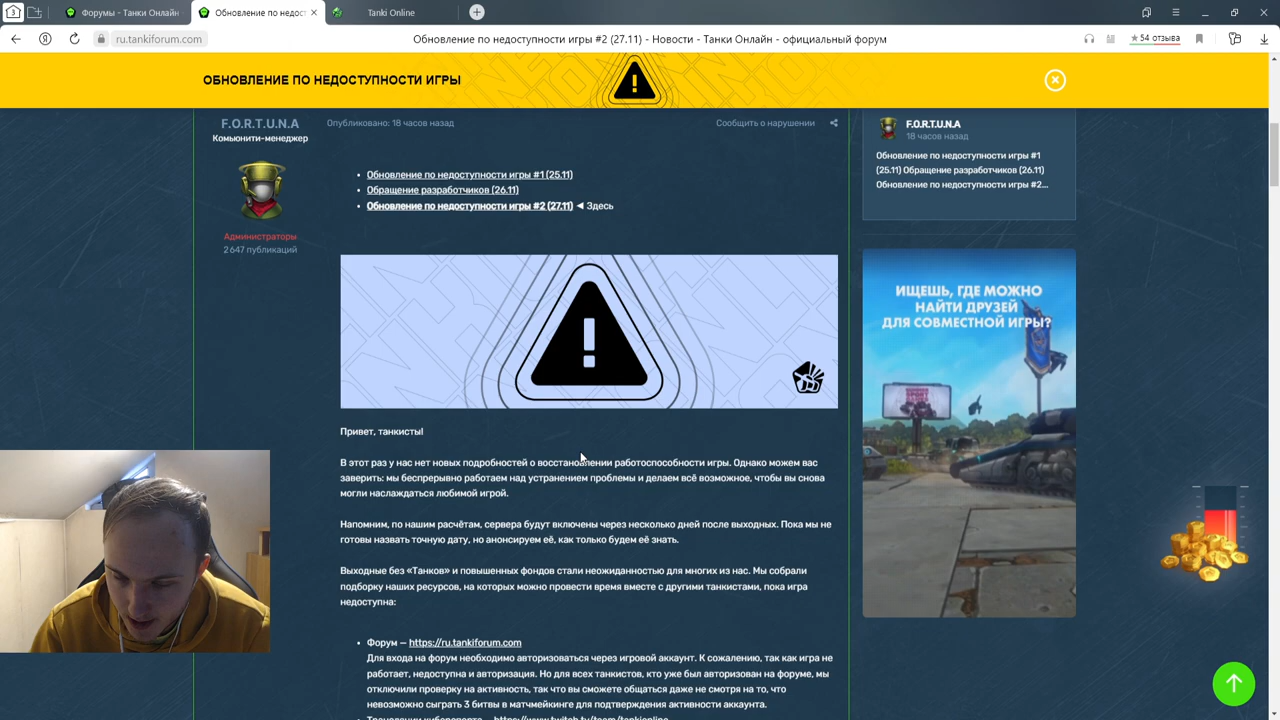 3
Форумы - Танки Онлайн
Обновление по недост
Tanki Online
ru.tankiforum.com
Обновление по недоступности игры #2 (27.11) - Новости - Танки Онлайн - официальный форум
54 отзыва
ОБНОВЛЕНИЕ ПО НЕДОСТУПНОСТИ ИГРЫ
F.O.R.T.U.N.A
Комьюнити-менеджер
Администраторы
2 647 публикаций
Опубликовано: 18 часов назад
Сообщить о нарушении
Обновление по недоступности игры #1 (25.11)
Обращение разработчиков (26.11)
Обновление по недоступности игры #2 (27.11) ◄ Здесь
Привет, танкисты!
В этот раз у нас нет новых подробностей о восстановлении работоспособности игры. Однако можем вас
заверить: мы беспрерывно работаем над устранением проблемы и делаем всё возможное, чтобы вы снова
могли наслаждаться любимой игрой.
Напомним, по нашим расчётам, сервера будут включены через несколько дней после выходных. Пока мы не
готовы назвать точную дату, но анонсируем её, как только будем её знать.
Выходные без «Танков» и повышенных фондов стали неожиданностью для многих из нас. Мы собрали
подборку наших ресурсов, на которых можно провести время вместе с другими танкистами, пока игра
недоступна:
Форум — https://ru.tankiforum.com
Для входа на форум необходимо авторизоваться через игровой аккаунт. К сожалению, так как игра не
работает, недоступна и авторизация. Но для всех танкистов, кто уже был авторизован на форуме, мы
отключили проверку на активность, так что вы сможете общаться даже не смотря на то, что
невозможно сыграть 3 битвы в матчмейкинге для подтверждения активности аккаунта.
Трансляции киберспорта — https://www.twitch.tv/team/tankionline
F.O.R.T.U.N.A
18 часов назад
Обновление по недоступности игры #1
(25.11) Обращение разработчиков (26.11)
Обновление по недоступности игры #2...
ИЩЕШЬ, ГДЕ МОЖНО
НАЙТИ ДРУЗЕЙ
ДЛЯ СОВМЕСТНОЙ ИГРЫ?